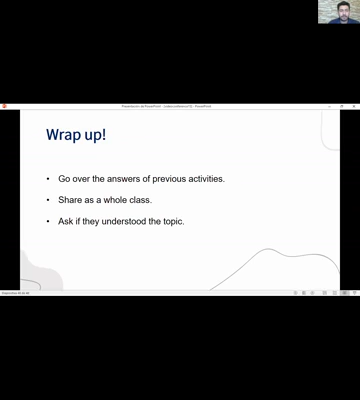 Wrap up!
• Go over the answers of previous activities.
• Share as a whole class.
• Ask if they understood the topic.